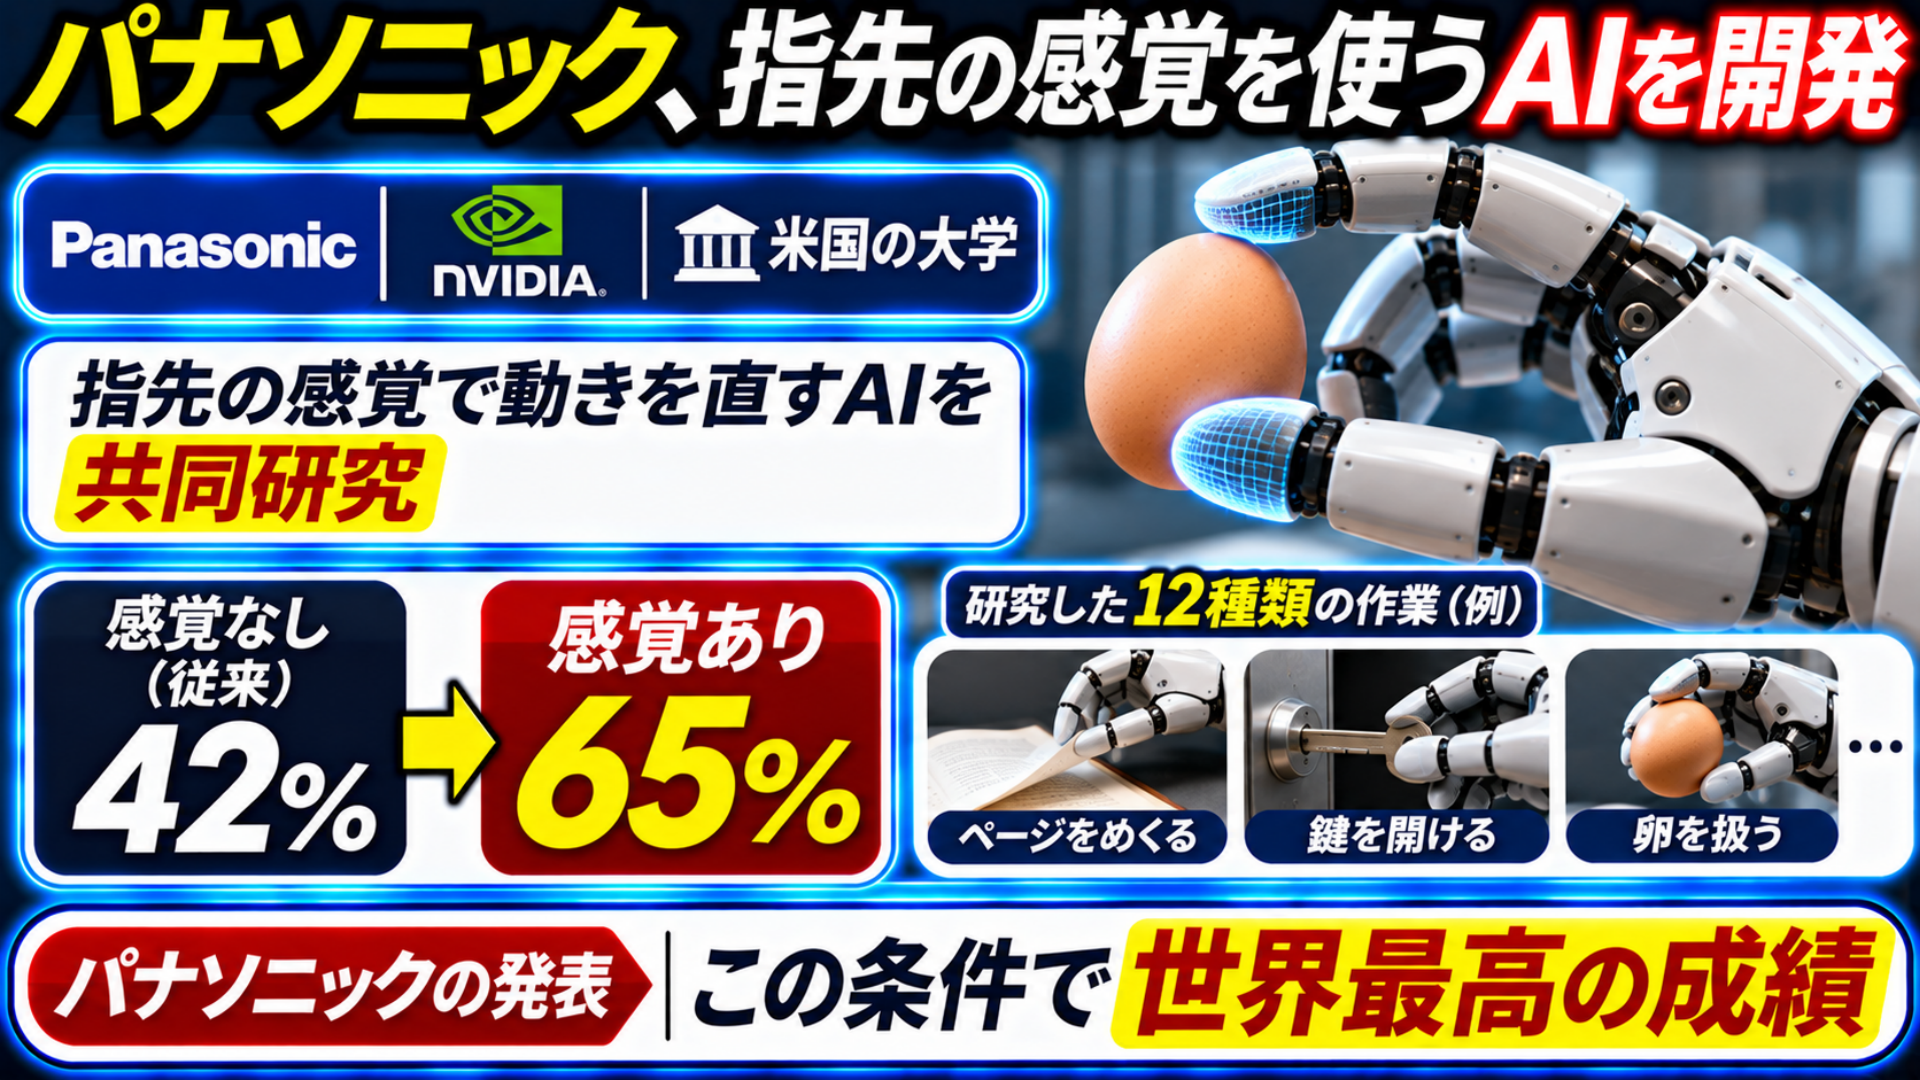 パナソニック、指先の感覚を使うAIを開発
Panasonic
NVIDIA®
米国の大学
指先の感覚で動きを直すAIを
共同研究
感覚なし
（従来）
42%
感覚あり
65%
研究した12種類の作業（例）
ページをめくる
鍵を開ける
卵を扱う
…
パナソニックの発表
この条件で世界最高の成績